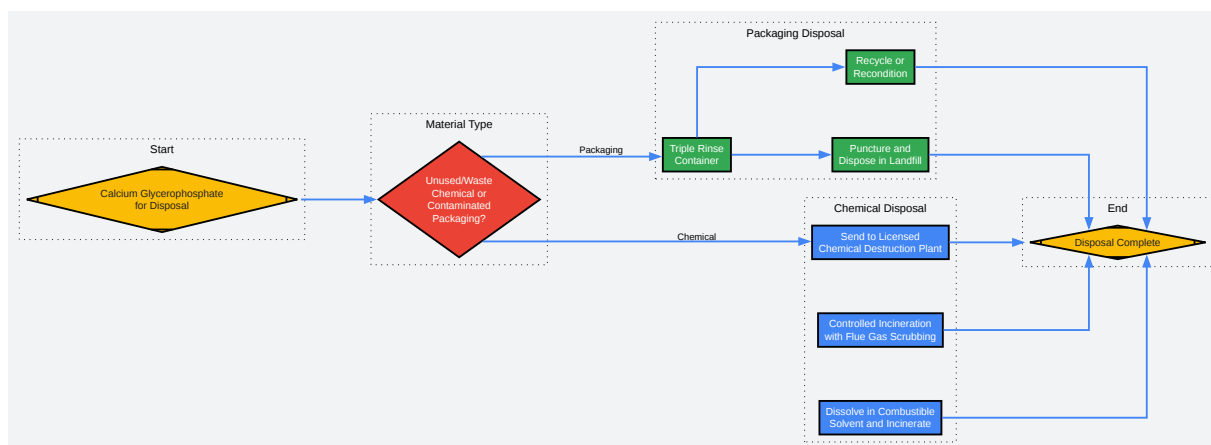 Start
Calcium Glycerophosphate
for Disposal
Material Type
Unused/Waste
Chemical or
Contaminated
Packaging?
Packaging
Chemical
Packaging Disposal
Recycle or
Recondition
Triple Rinse
Container
Puncture and
Dispose in Landfill
Chemical Disposal
Send to Licensed
Chemical Destruction Plant
Controlled Incineration
with Flue Gas Scrubbing
Dissolve in Combustible
Solvent and Incinerate
End
Disposal Complete